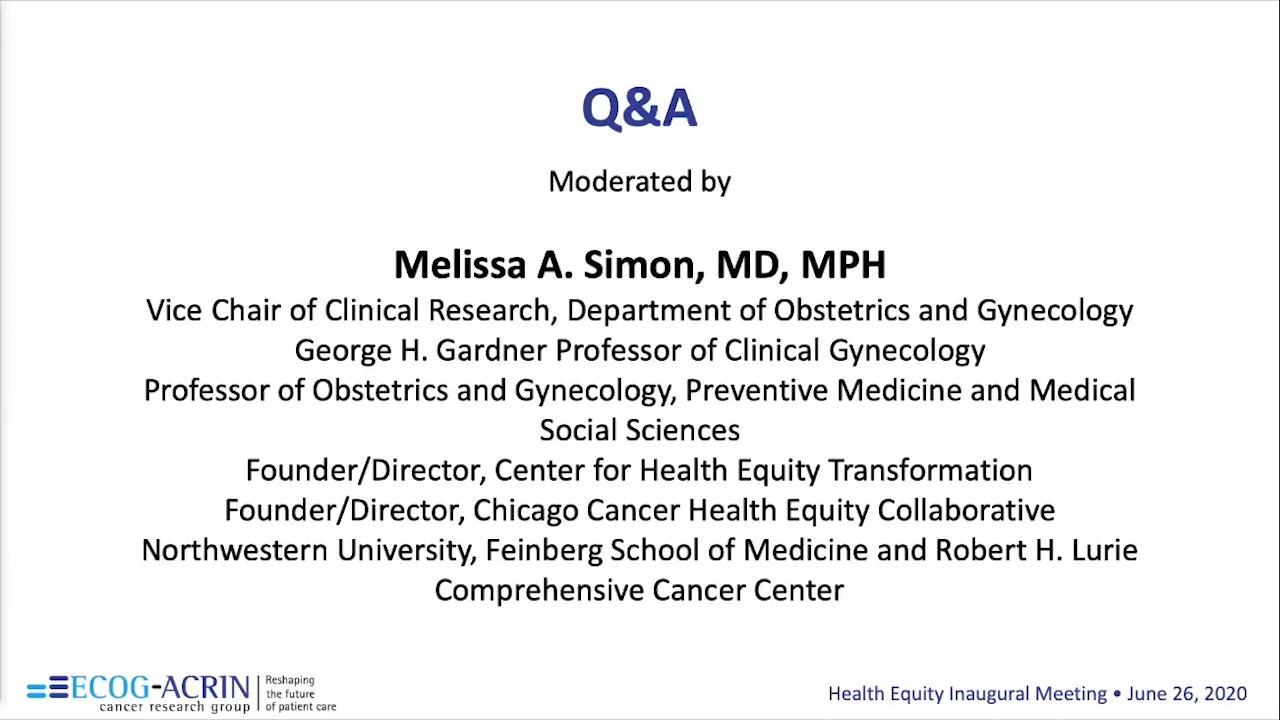 Q&A
Moderated by
Melissa A. Simon, MD, MPH
Vice Chair of Clinical Research, Department of Obstetrics and Gynecology
George H. Gardner Professor of Clinical Gynecology
Professor of Obstetrics and Gynecology, Preventive Medicine and Medical
Social Sciences
Founder/Director, Center for Health Equity Transformation
Founder/Director, Chicago Cancer Health Equity Collaborative
Northwestern University, Feinberg School of Medicine and Robert H. Lurie
Comprehensive Cancer Center
ECOG-ACRIN
cancer research group
Reshaping
the future
of patient care
Health Equity Inaugural Meeting • June 26, 2020